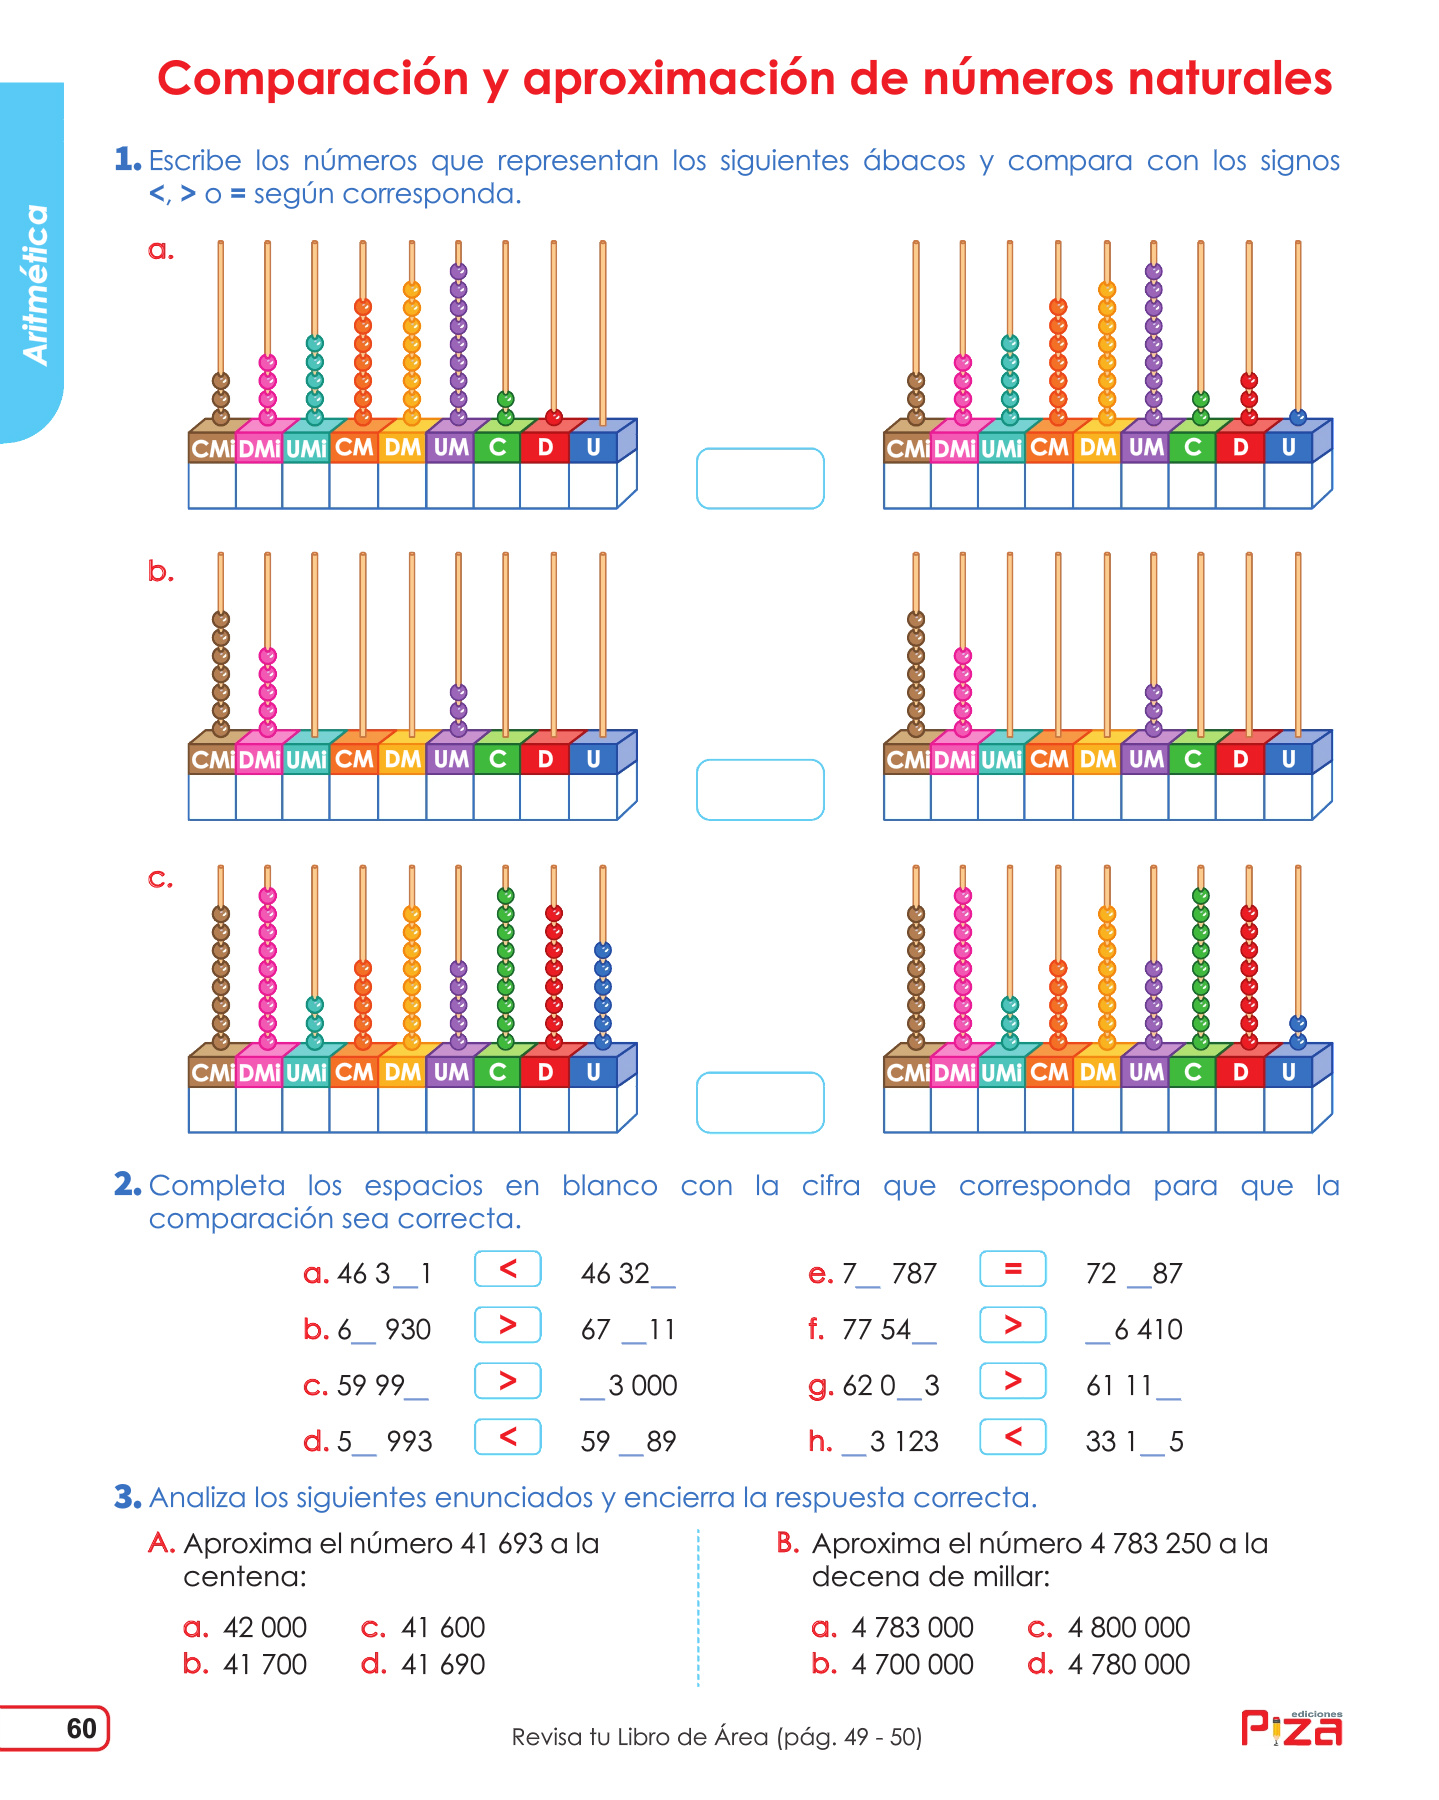 Comparación y aproximación de números naturales
Aritmética
1. Escribe los números que representan los siguientes ábacos y compara con los signos
<, > o = según corresponda.
a.
CMi DMi UMi CM DM UM C D U
CMi DMi UMi CM DM UM C D U
b.
CMi DMi UMi CM DM UM C D U
CMi DMi UMi CM DM UM C D U
c.
CMi DMi UMi CM DM UM C D U
CMi DMi UMi CM DM UM C D U
2. Completa los espacios en blanco con la cifra que corresponda para que la
comparación sea correcta.
a. 46 3__1 < 46 32__
e. 7__ 787 = 72 __87
b. 6__ 930 > 67 __11
f. 77 54__ > __6 410
c. 59 99__ > __3 000
g. 62 0__3 > 61 11__
d. 5__ 993 < 59 __89
h. __3 123 < 33 1__5
3. Analiza los siguientes enunciados y encierra la respuesta correcta.
A. Aproxima el número 41 693 a la
centena:
a. 42 000 c. 41 600
b. 41 700 d. 41 690
B. Aproxima el número 4 783 250 a la
decena de millar:
a. 4 783 000 c. 4 800 000
b. 4 700 000 d. 4 780 000
60
Revisa tu Libro de Área (pág. 49 - 50)
ediciones
Piza